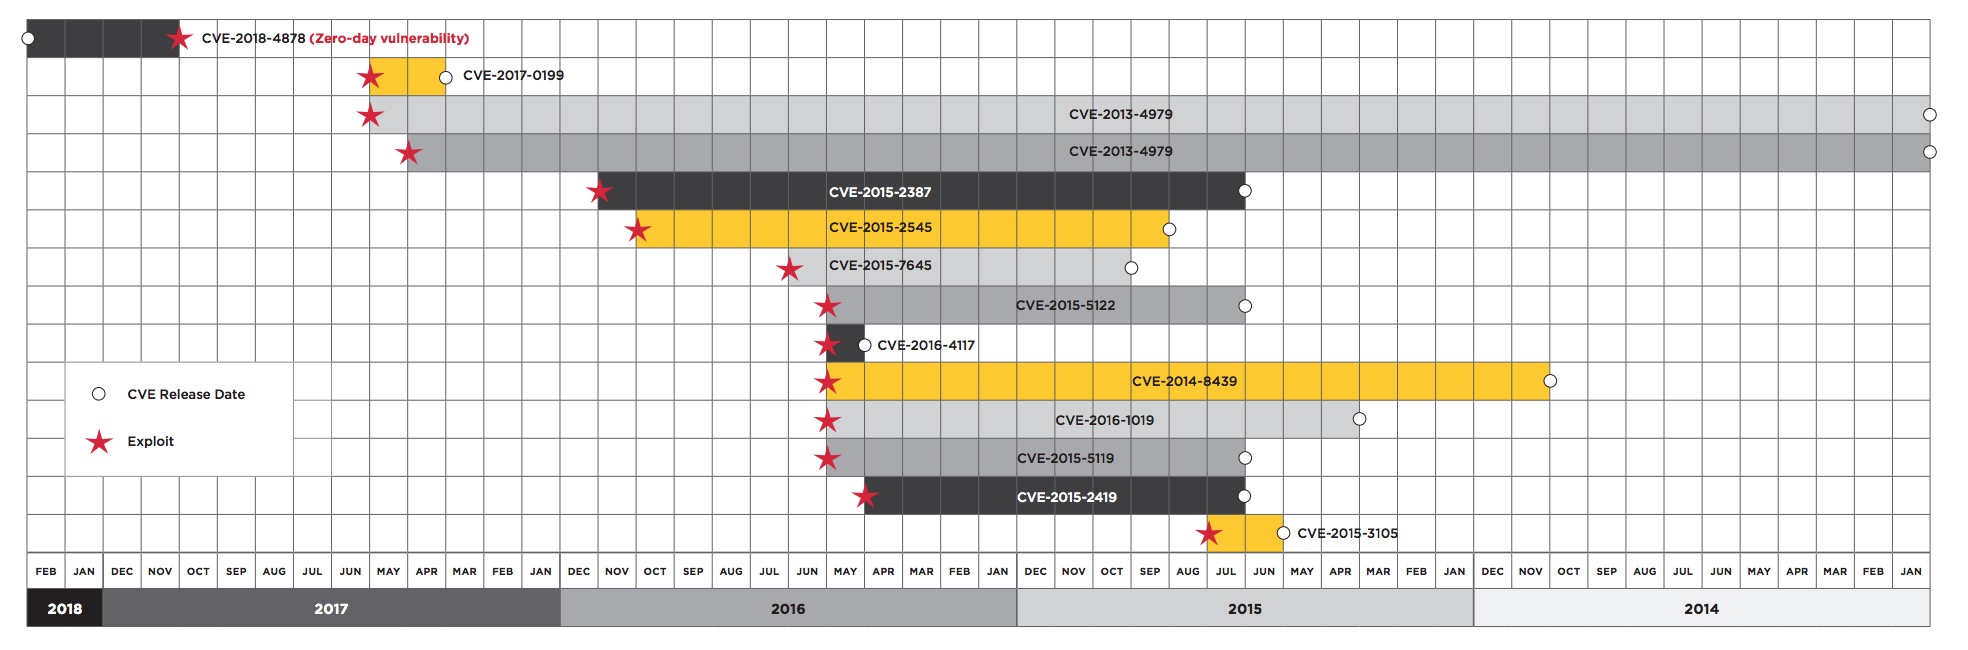 CVE-2018-4878 (Zero-day vulnerability)
CVE-2017-0199
CVE-2013-4979
CVE-2013-4979
CVE-2015-2387
CVE-2015-2545
CVE-2015-7645
CVE-2015-5122
CVE-2016-4117
CVE-2014-8439
CVE Release Date
CVE-2016-1019
Exploit
CVE-2015-5119
CVE-2015-2419
CVE-2015-3105
FEB JAN DEC NOV OCT SEP AUG JUL JUN MAY APR MAR FEB JAN DEC NOV OCT SEP AUG JUL JUN MAY APR MAR FEB JAN DEC NOV OCT SEP AUG JUL JUN MAY APR MAR FEB JAN DEC NOV OCT SEP AUG JUL JUN MAY APR MAR FEB JAN
2018 2017 2016 2015 2014